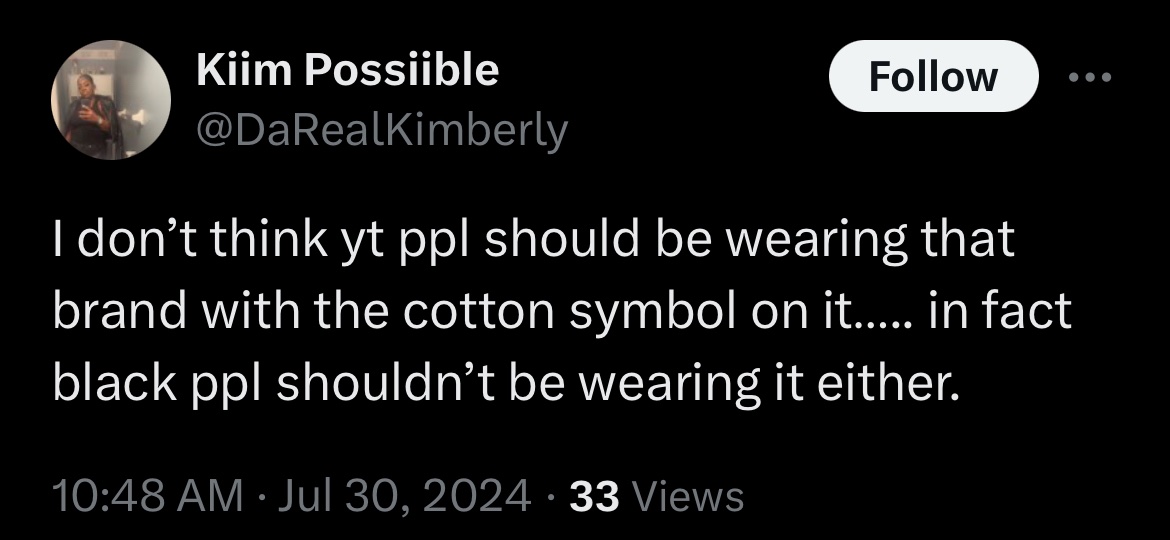 Kiim Possiible
Follow
@DaRealKimberly
I don’t think yt ppl should be wearing that
brand with the cotton symbol on it..... in fact
black ppl shouldn’t be wearing it either.
10:48 AM · Jul 30, 2024 · 33 Views